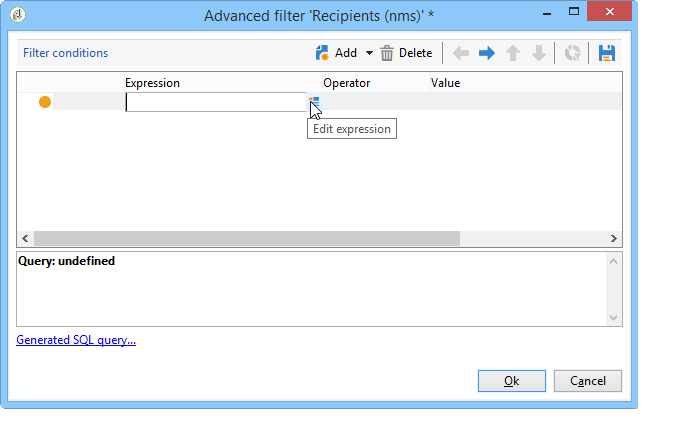 Advanced filter 'Recipients (nms)' *
Filter conditions Add Delete
Expression Operator Value
Edit expression
Query: undefined
Generated SQL query...
Ok Cancel